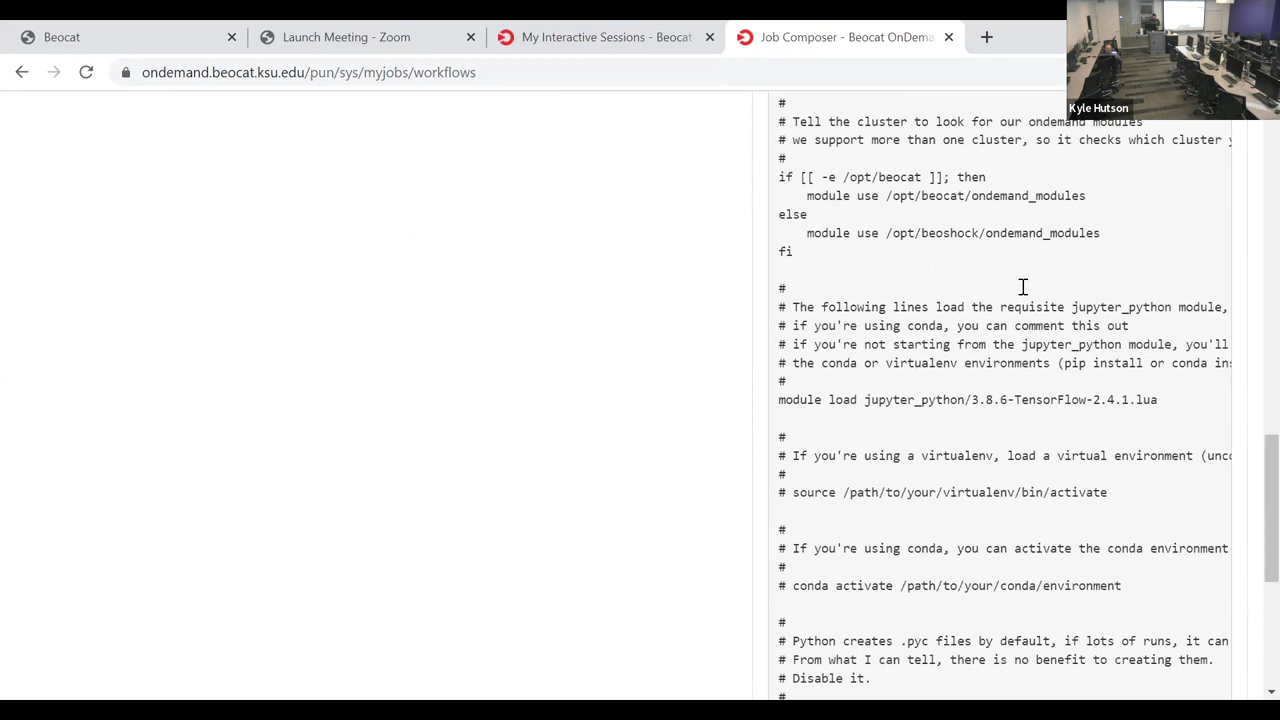 Beocat
Launch Meeting - Zoom
My Interactive Sessions - Beocat
Job Composer - Beocat OnDema
ondemand.beocat.ksu.edu/pun/sys/myjobs/workflows
Kyle Hutson
#
# Tell the cluster to look for our ondemand modules
# we support more than one cluster, so it checks which cluster y
#
if [[ -e /opt/beocat ]]; then
module use /opt/beocat/ondemand_modules
else
module use /opt/beoshock/ondemand_modules
fi
#
# The following lines load the requisite jupyter_python module,
# if you're using conda, you can comment this out
# if you're not starting from the jupyter_python module, you'll
# the conda or virtualenv environments (pip install or conda ins
#
module load jupyter_python/3.8.6-TensorFlow-2.4.1.lua
#
# If you're using a virtualenv, load a virtual environment (unco
#
# source /path/to/your/virtualenv/bin/activate
#
# If you're using conda, you can activate the conda environment
#
# conda activate /path/to/your/conda/environment
#
# Python creates .pyc files by default, if lots of runs, it can
# From what I can tell, there is no benefit to creating them.
# Disable it.
#